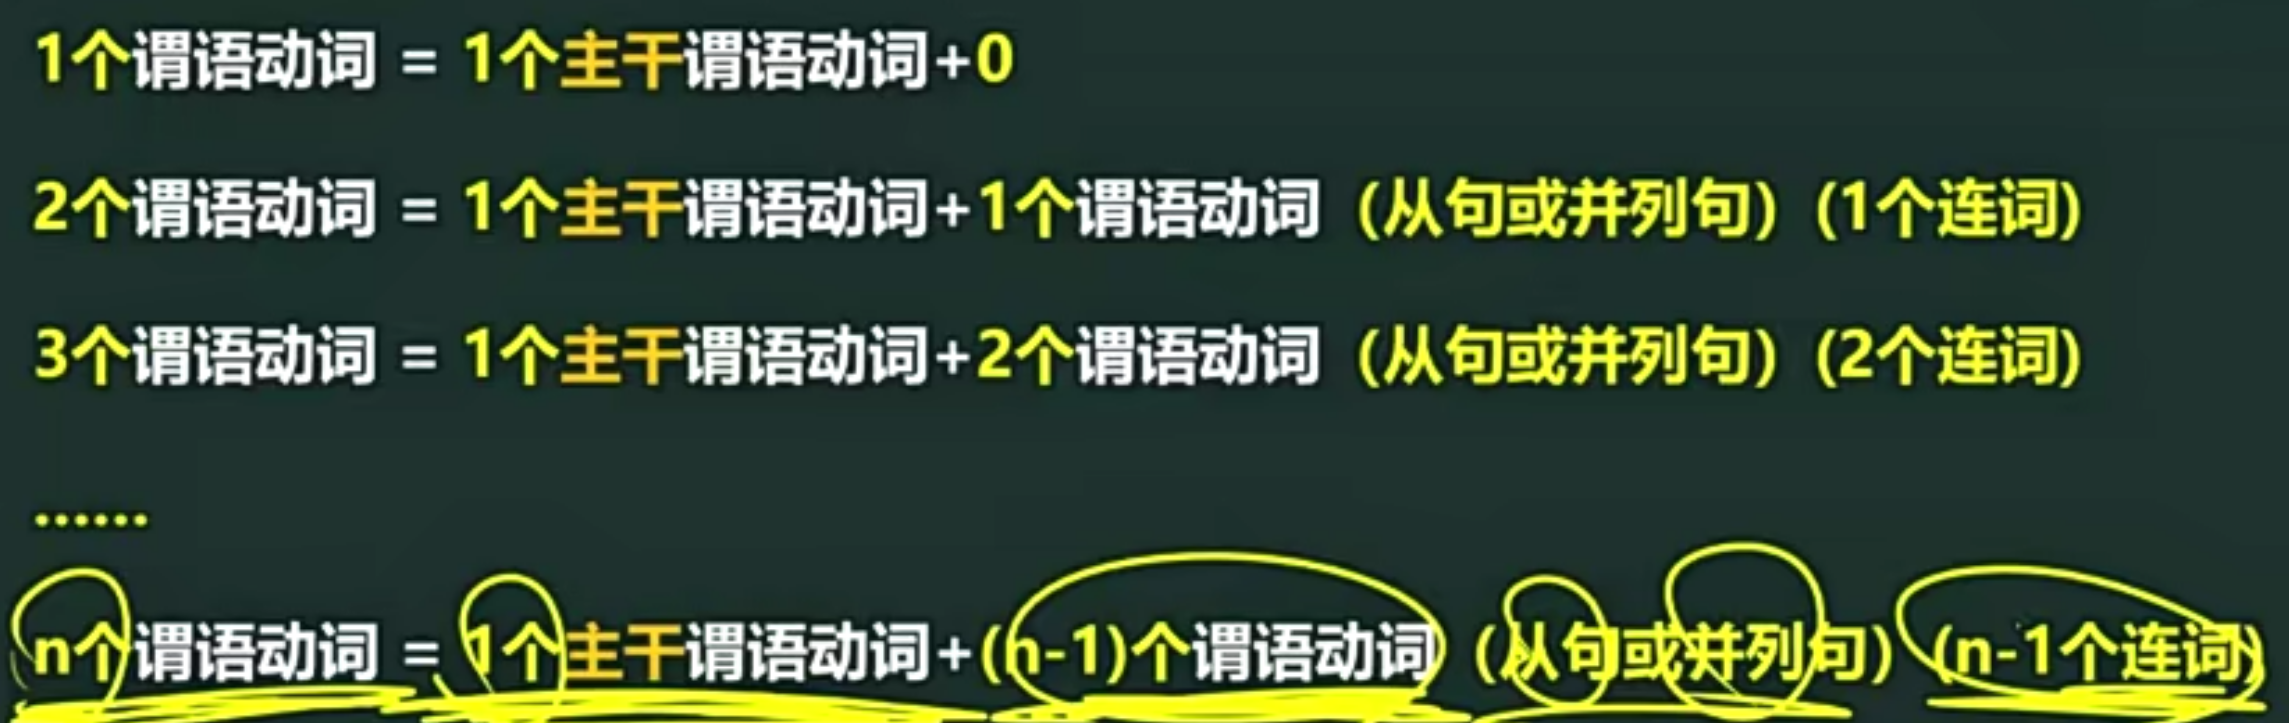 1个谓语动词 = 1个主干谓语动词+0
2个谓语动词 = 1个主干谓语动词+1个谓语动词（从句或并列句）(1个连词)
3个谓语动词 = 1个主干谓语动词+2个谓语动词（从句或并列句）(2个连词)
......
n个谓语动词 = 1个主干谓语动词+(n-1)个谓语动词（从句或并列句）(n-1个连词)